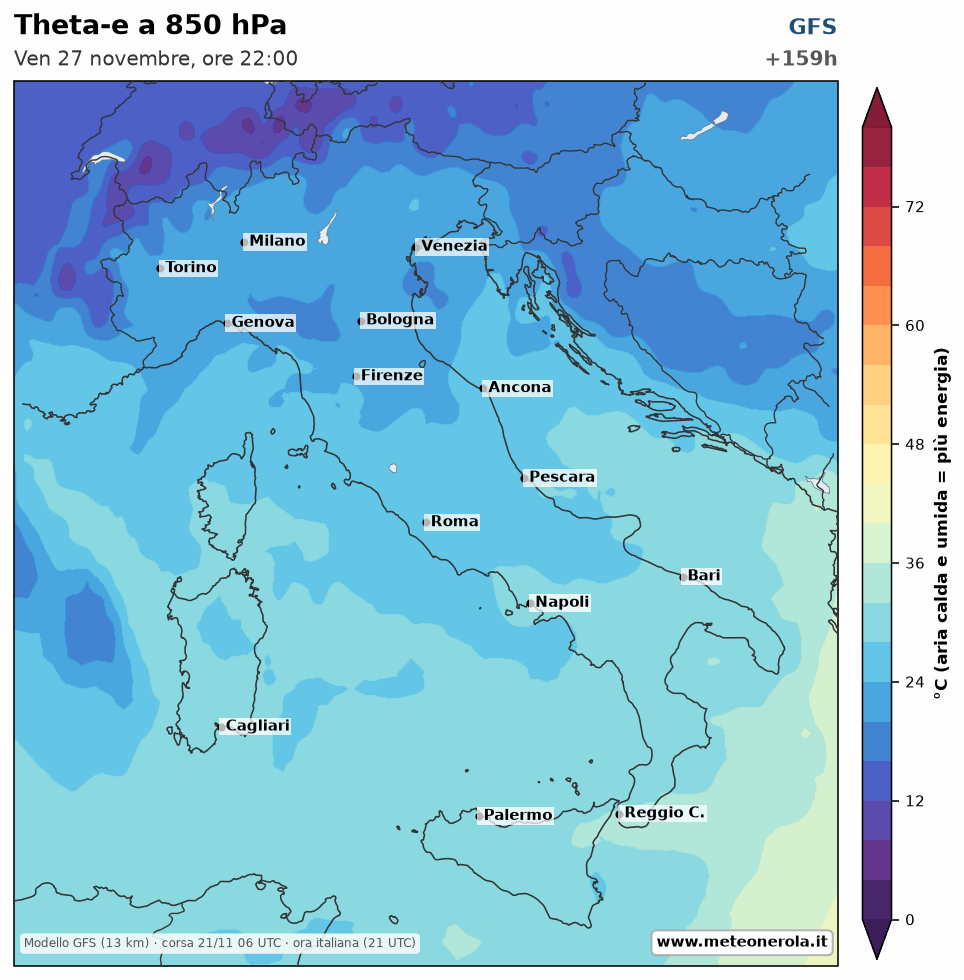 Theta-e a 850 hPa
GFS
Ven 27 novembre, ore 22:00
+159h
Milano
Venezia
Torino
Genova
Bologna
Firenze
Ancona
Pescara
Roma
Bari
Napoli
Cagliari
Palermo
Reggio C.
72
60
48
36
24
12
0
°C (aria calda e umida = più energia)
Modello GFS (13 km) · corsa 21/11 06 UTC · ora italiana (21 UTC)
www.meteonerola.it